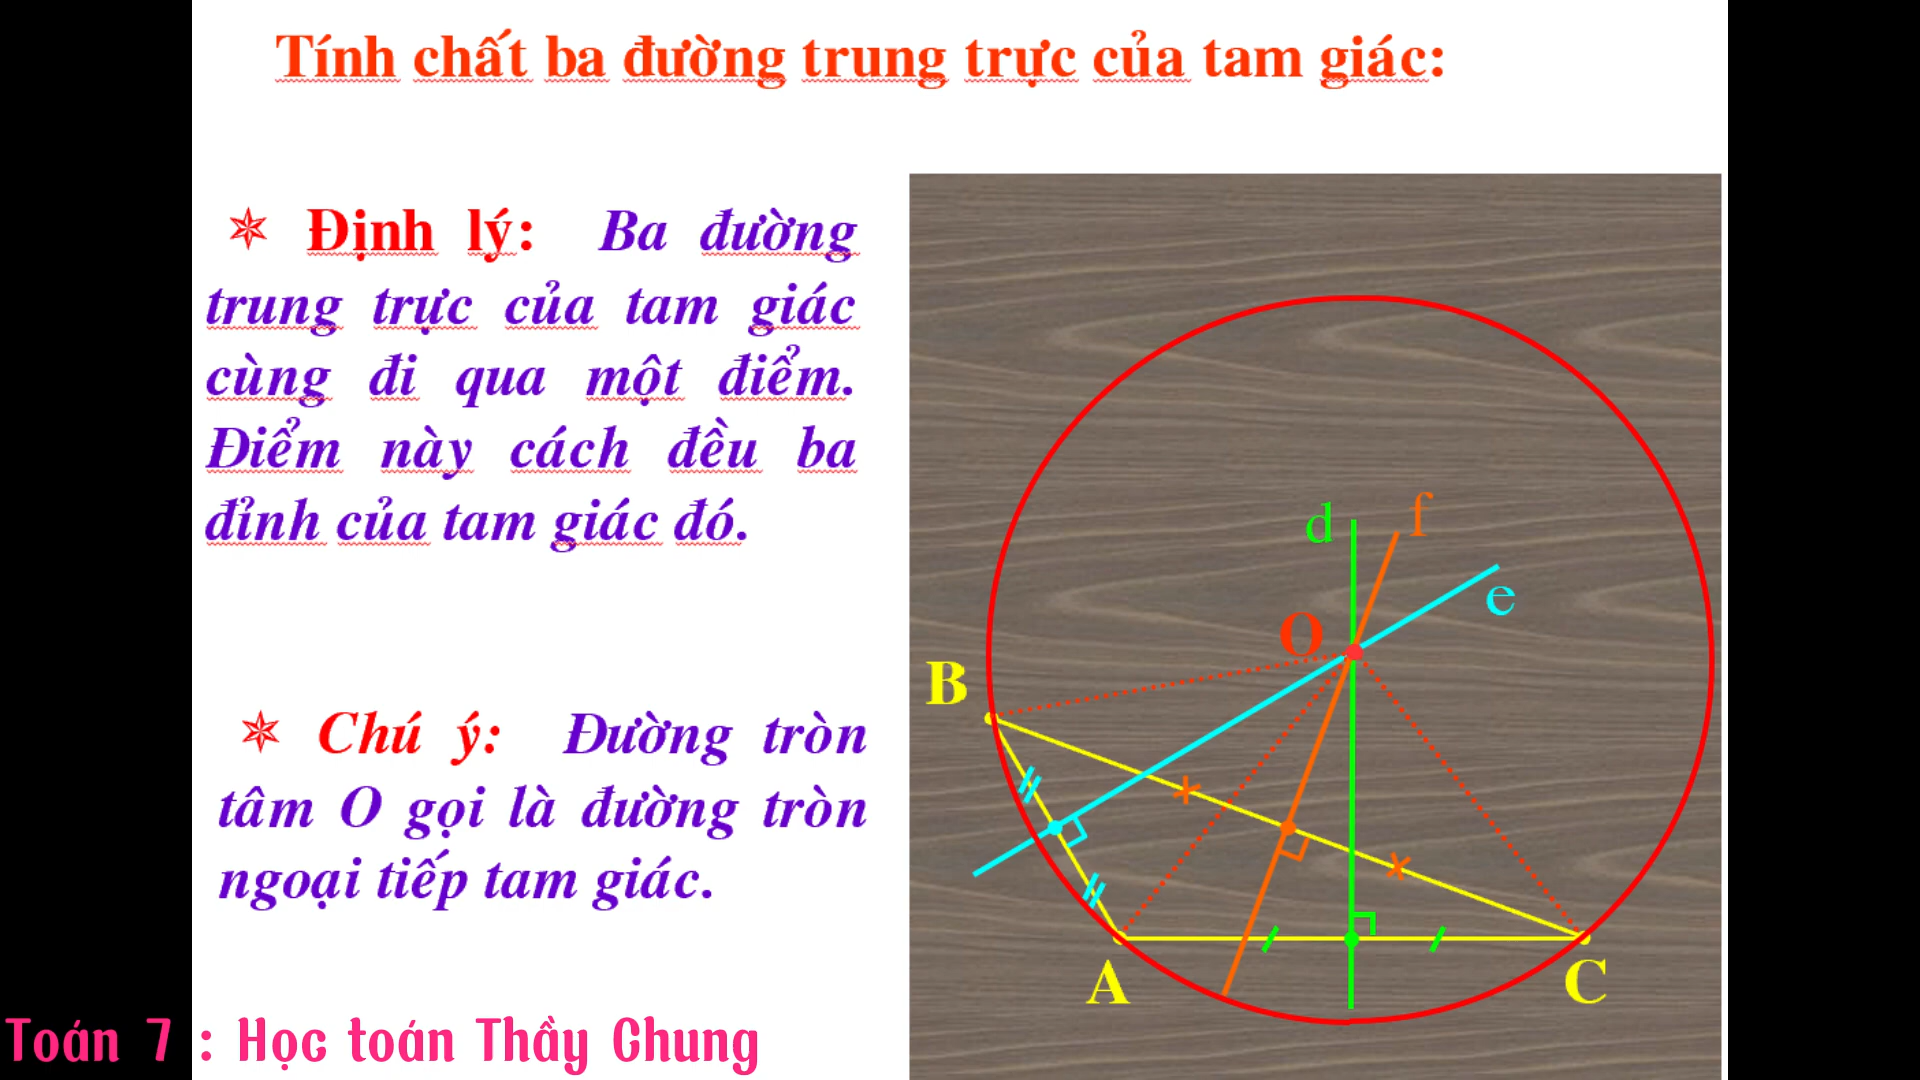 Tính chất ba đường trung trực của tam giác:
✶ Định lý: Ba đường
trung trực của tam giác
cùng đi qua một điểm.
Điểm này cách đều ba
đỉnh của tam giác đó.
✶ Chú ý: Đường tròn
tâm O gọi là đường tròn
ngoại tiếp tam giác.
d
f
e
O
B
A
C
Toán 7 : Học toán Thầy Chung